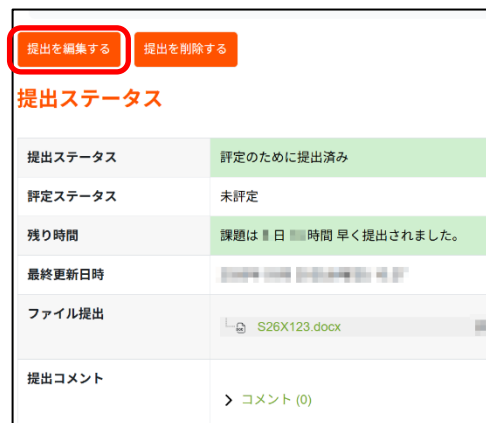 提出を編集する 提出を削除する
提出ステータス
提出ステータス 評定のために提出済み
評定ステータス 未評定
残り時間 課題は 日 時間 早く提出されました。
最終更新日時
ファイル提出
S26X123.docx
提出コメント
コメント (0)